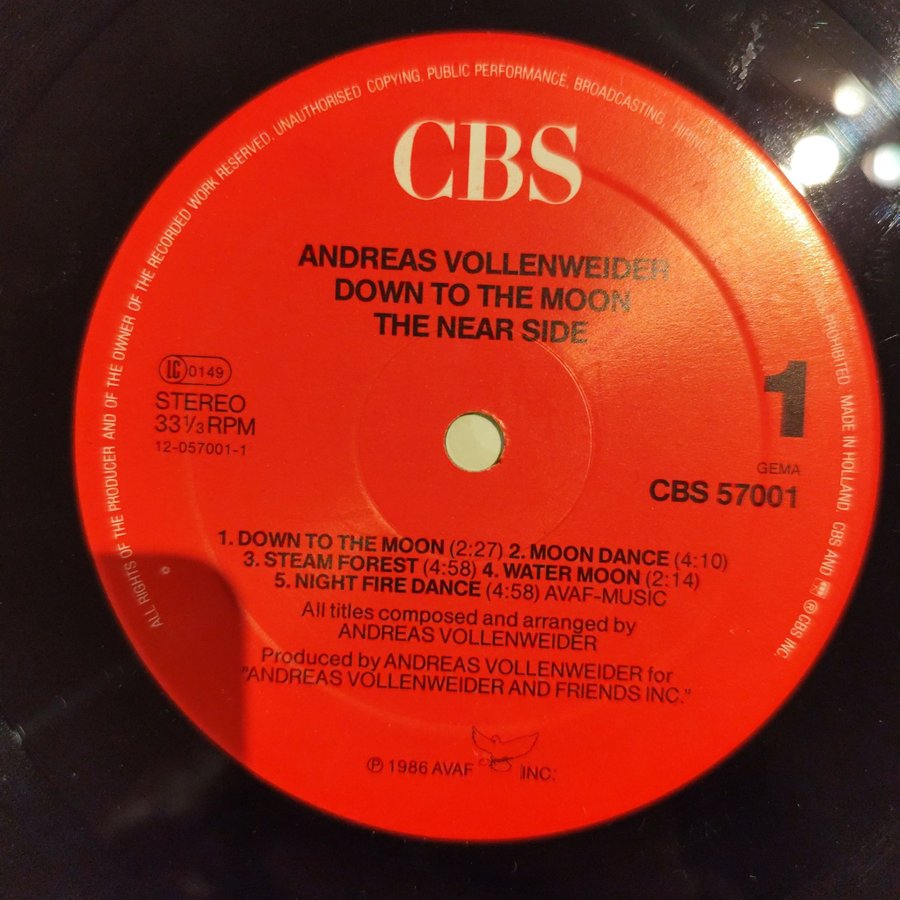 ALL RIGHTS OF THE PRODUCER AND OF THE OWNER OF THE RECORDED WORK RESERVED. UNAUTHORISED COPYING, PUBLIC PERFORMANCE, BROADCASTING, PROHIBITED MADE IN HOLLAND. CBS AND ® CBS INC.
CBS
ANDREAS VOLLENWEIDER
DOWN TO THE MOON
THE NEAR SIDE
LC 0149
STEREO
33 1/3 RPM
12-057001-1
1
GEMA
CBS 57001
1. DOWN TO THE MOON (2:27) 2. MOON DANCE (4:10)
3. STEAM FOREST (4:58) 4. WATER MOON (2:14)
5. NIGHT FIRE DANCE (4:58) AVAF-MUSIC
All titles composed and arranged by
ANDREAS VOLLENWEIDER
Produced by ANDREAS VOLLENWEIDER for
"ANDREAS VOLLENWEIDER AND FRIENDS INC."
℗ 1986 AVAF INC.